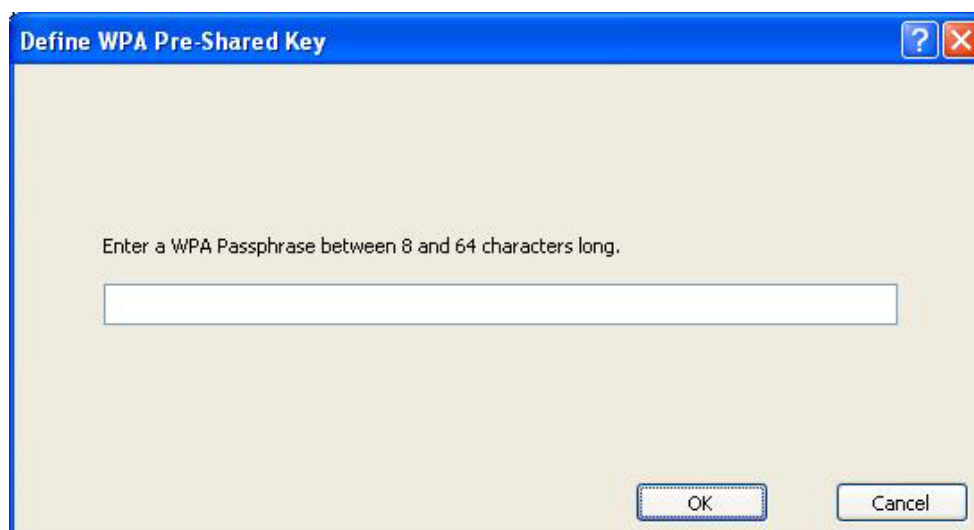 Define WPA Pre-Shared Key
?
Enter a WPA Passphrase between 8 and 64 characters long.
OK
Cancel